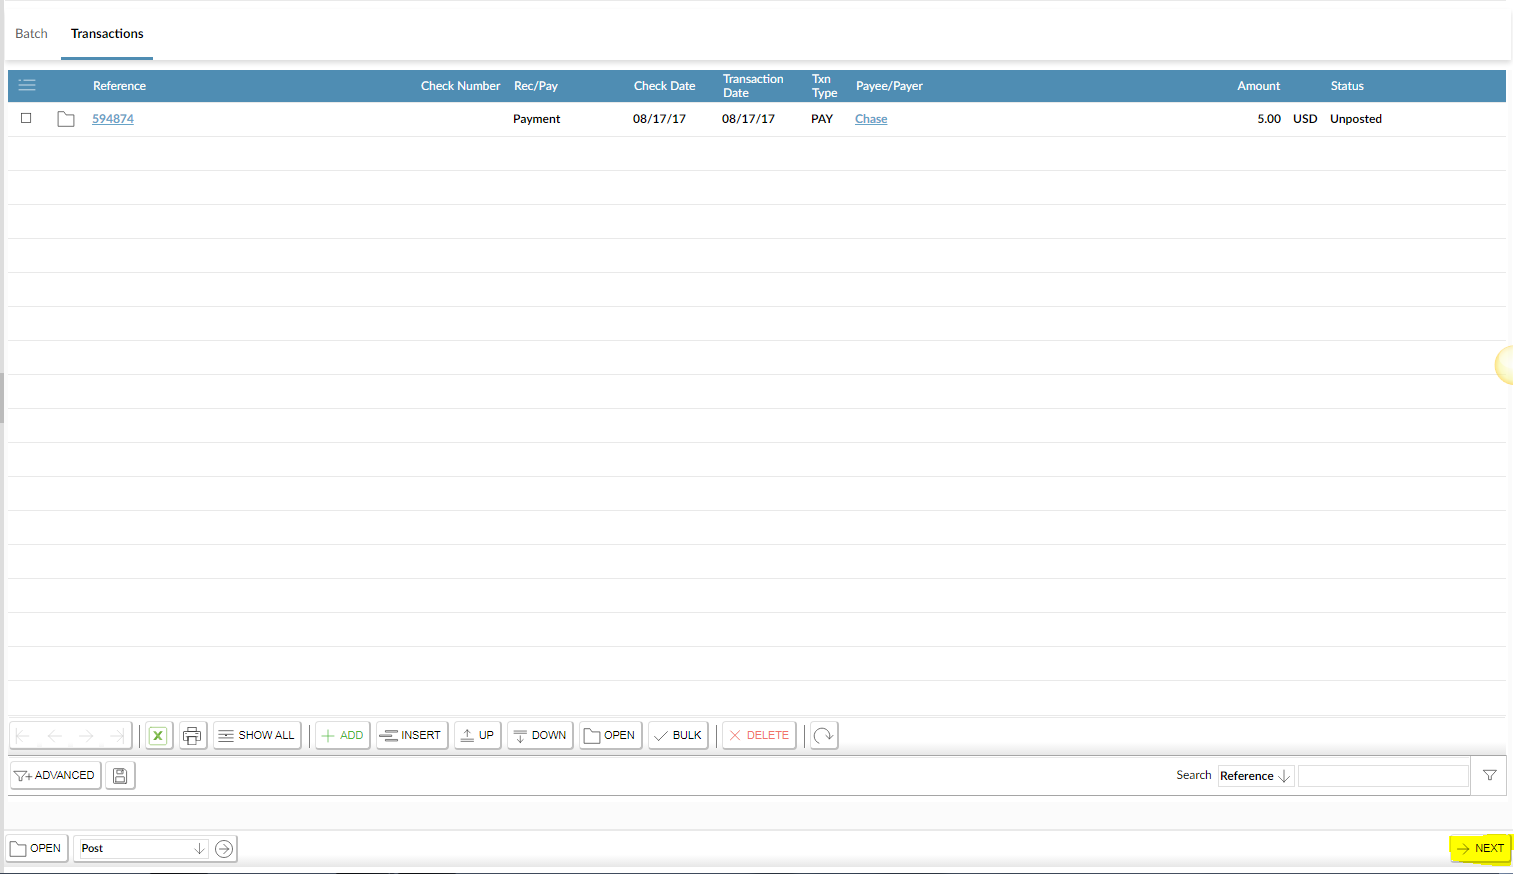 Batch Transactions
Reference Check Number Rec/Pay Check Date Transaction Date Txn Type Payee/Payer Amount Status
594874 Payment 08/17/17 08/17/17 PAY Chase 5.00 USD Unposted
SHOW ALL ADD INSERT UP DOWN OPEN BULK DELETE
ADVANCED Search Reference
OPEN Post NEXT